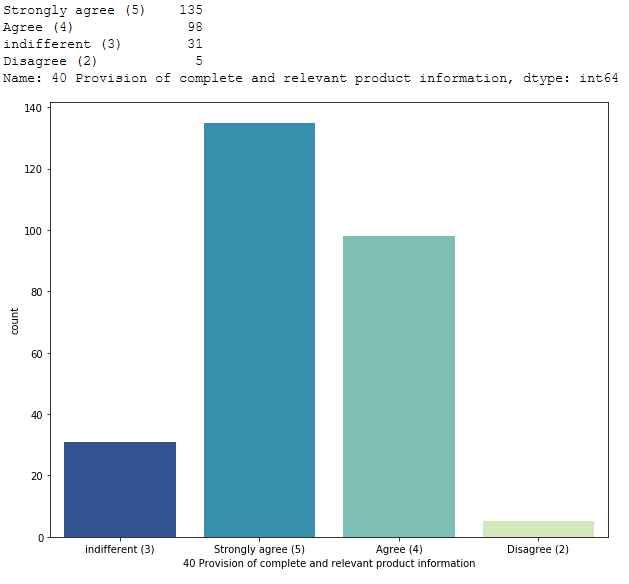 Strongly agree (5)    135
Agree (4)              98
indifferent (3)        31
Disagree (2)            5
Name: 40 Provision of complete and relevant product information, dtype: int64
140
120
100
80
60
40
20
0
count
indifferent (3) Strongly agree (5) Agree (4) Disagree (2)
40 Provision of complete and relevant product information